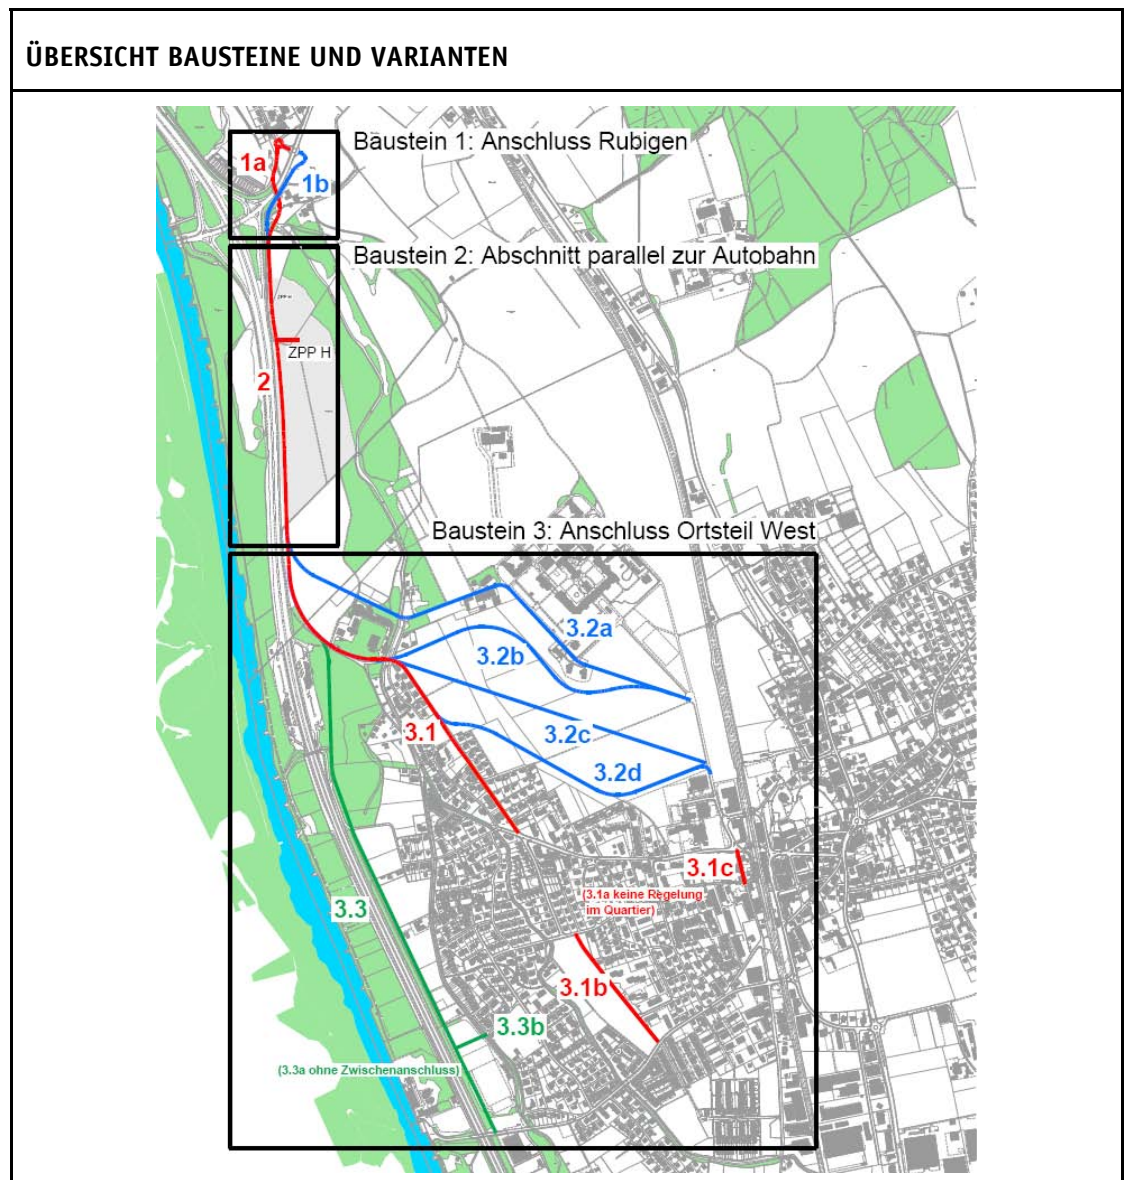 ÜBERSICHT BAUSTEINE UND VARIANTEN
Baustein 1: Anschluss Rubigen
1a
1b
Baustein 2: Abschnitt parallel zur Autobahn
ZPP H
2
Baustein 3: Anschluss Ortsteil West
3.2a
3.2b
3.1
3.2c
3.2d
3.1c
(3.1a keine Regelung
im Quartier)
3.3
3.1b
3.3b
(3.3a ohne Zwischenanschluss)